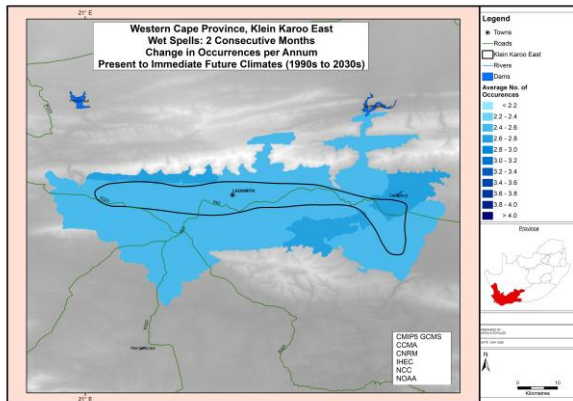 21° E
Western Cape Province, Klein Karoo East
Wet Spells: 2 Consecutive Months
Change in Occurrences per Annum
Present to Immediate Future Climates (1990s to 2030s)
LADISMITH
CMIP5 GCMS
CCMA
CNRM
IHEC
NCC
NOAA
21° E
Legend
Towns
Roads
Klein Karoo East
Rivers
Dams
Average No. of
Occurences
< 2.2
2.2 - 2.4
2.4 - 2.6
2.6 - 2.8
2.8 - 3.0
3.0 - 3.2
3.2 - 3.4
3.4 - 3.6
3.6 - 3.8
3.8 - 4.0
> 4.0
Province
N
0
10
Kilometres